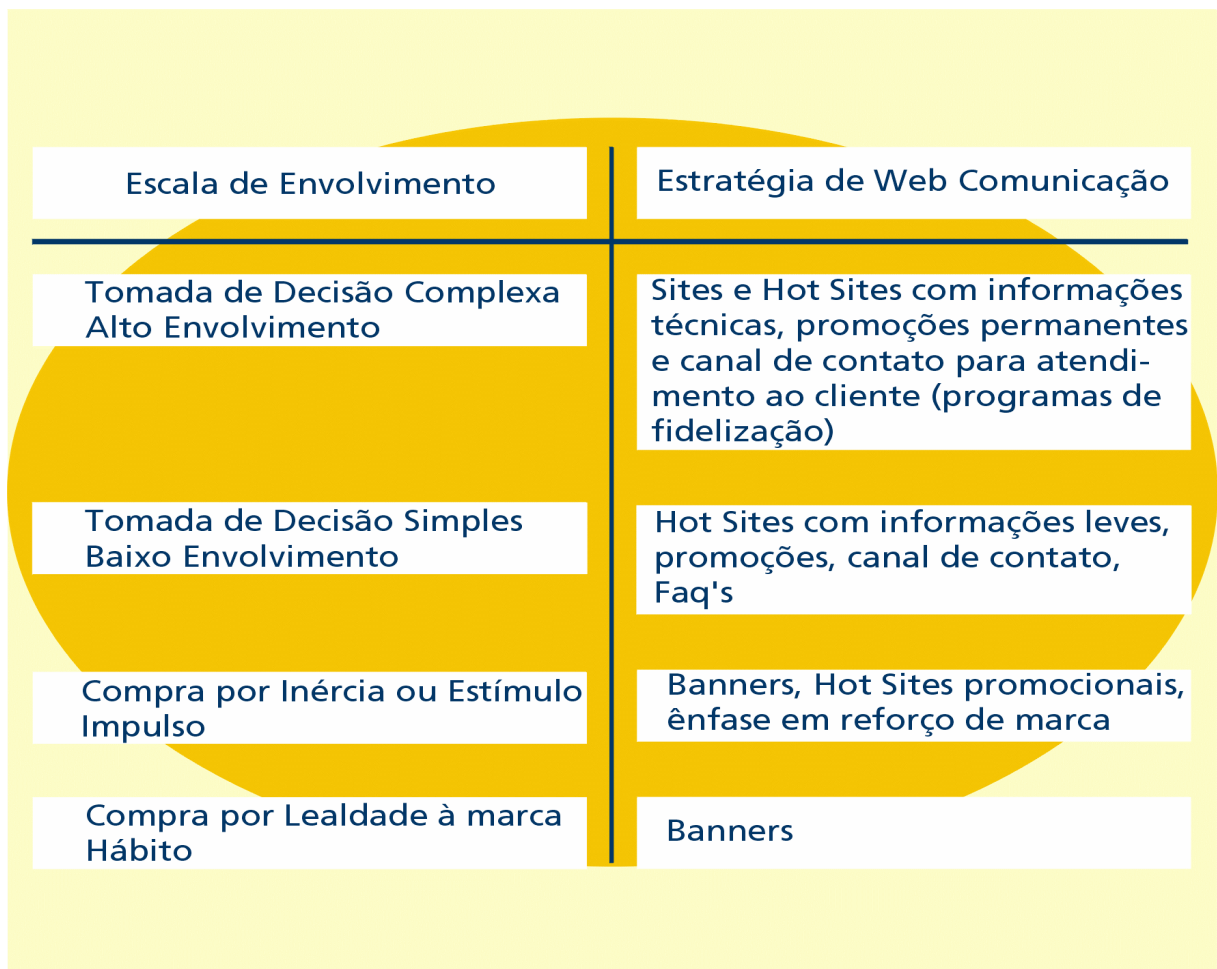 Escala de Envolvimento
Estratégia de Web Comunicação
Tomada de Decisão Complexa
Alto Envolvimento
Sites e Hot Sites com informações
técnicas, promoções permanentes
e canal de contato para atendi-
mento ao cliente (programas de
fidelização)
Tomada de Decisão Simples
Baixo Envolvimento
Hot Sites com informações leves,
promoções, canal de contato,
Faq's
Compra por Inércia ou Estímulo
Impulso
Banners, Hot Sites promocionais,
ênfase em reforço de marca
Compra por Lealdade à marca
Hábito
Banners